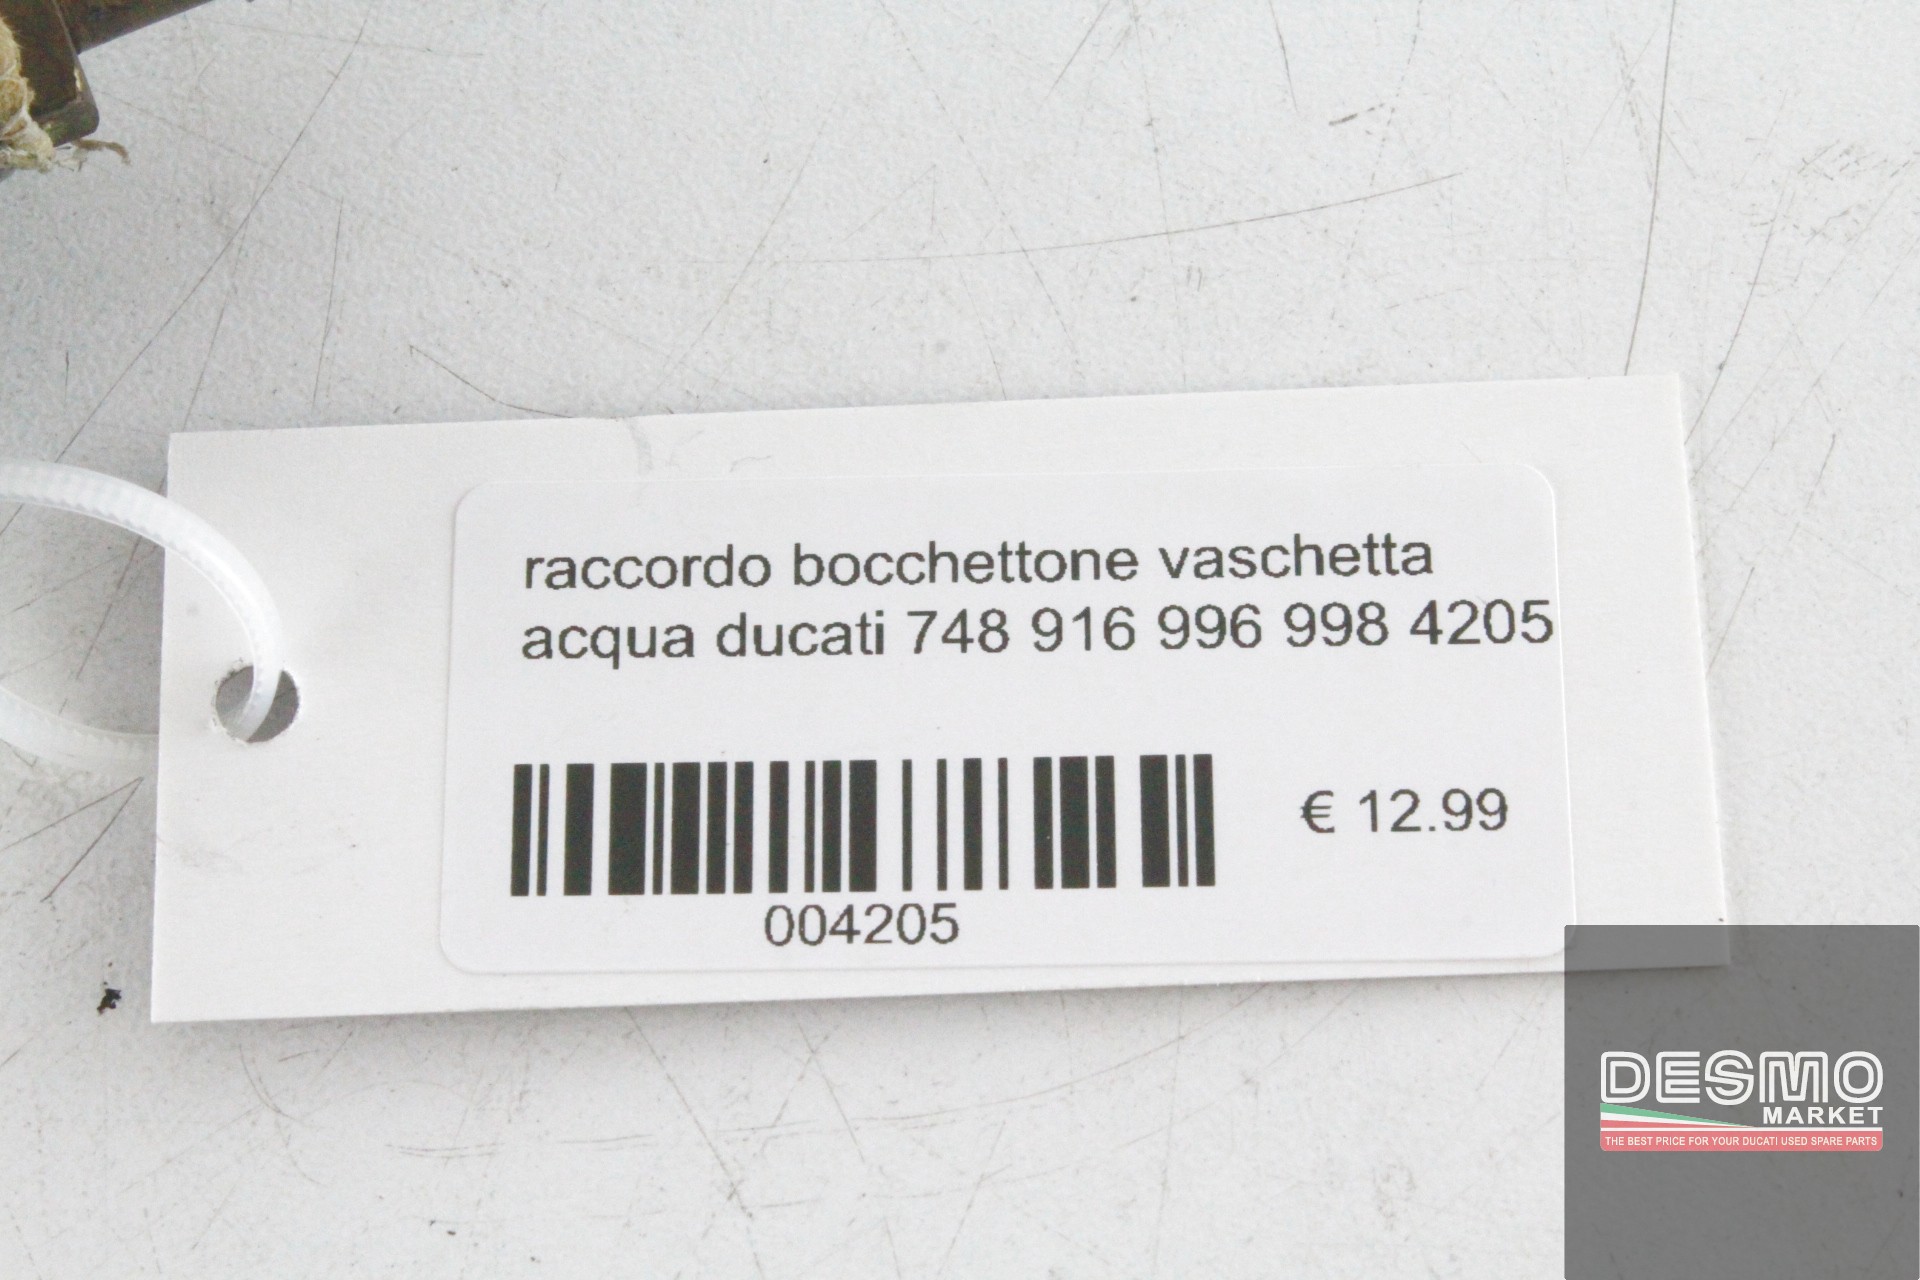 raccordo bocchettone vaschetta
acqua ducati 748 916 996 998 4205
€ 12.99
004205
DESMO
MARKET
THE BEST PRICE FOR YOUR DUCATI USED SPARE PARTS